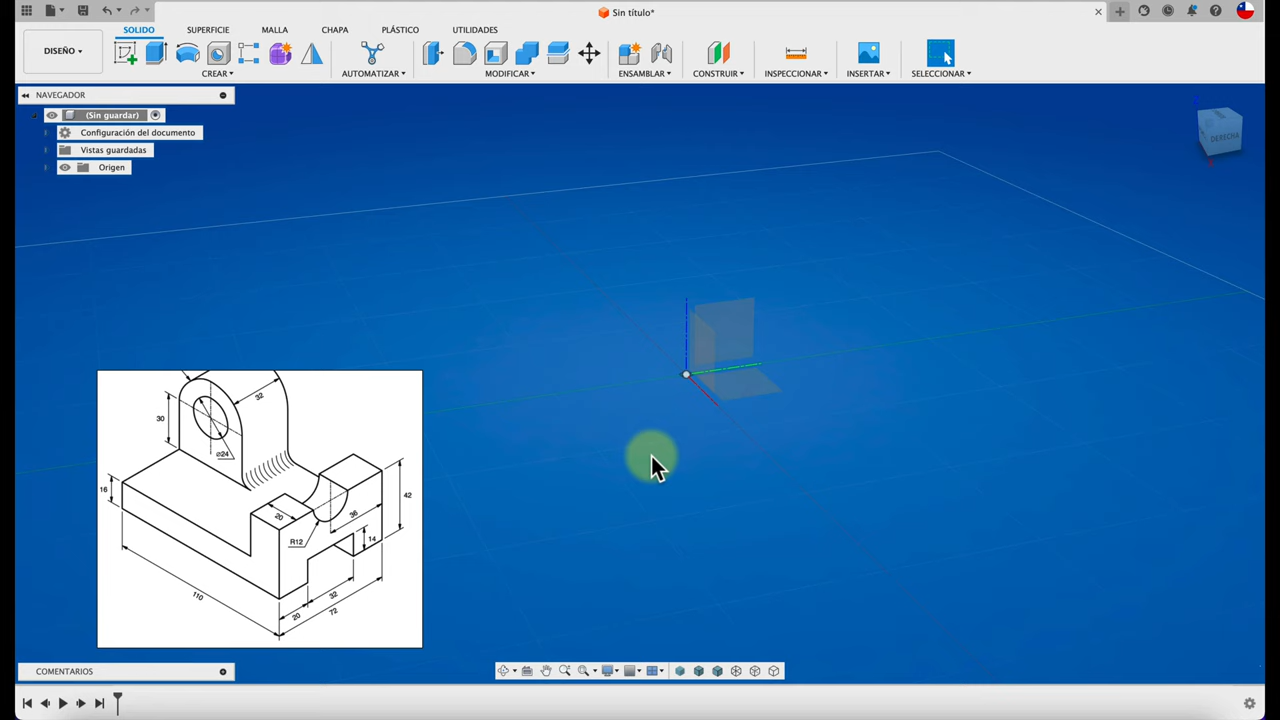 Sin título*
SOLIDO SUPERFICIE MALLA CHAPA PLÁSTICO UTILIDADES
DISEÑO
CREAR AUTOMATIZAR MODIFICAR ENSAMBLAR CONSTRUIR INSPECCIONAR INSERTAR SELECCIONAR
NAVEGADOR
(Sin guardar)
Configuración del documento
Vistas guardadas
Origen
DERECHA
32
30
⌀24
16
42
20
36
R12
14
110
32
20
72
COMENTARIOS